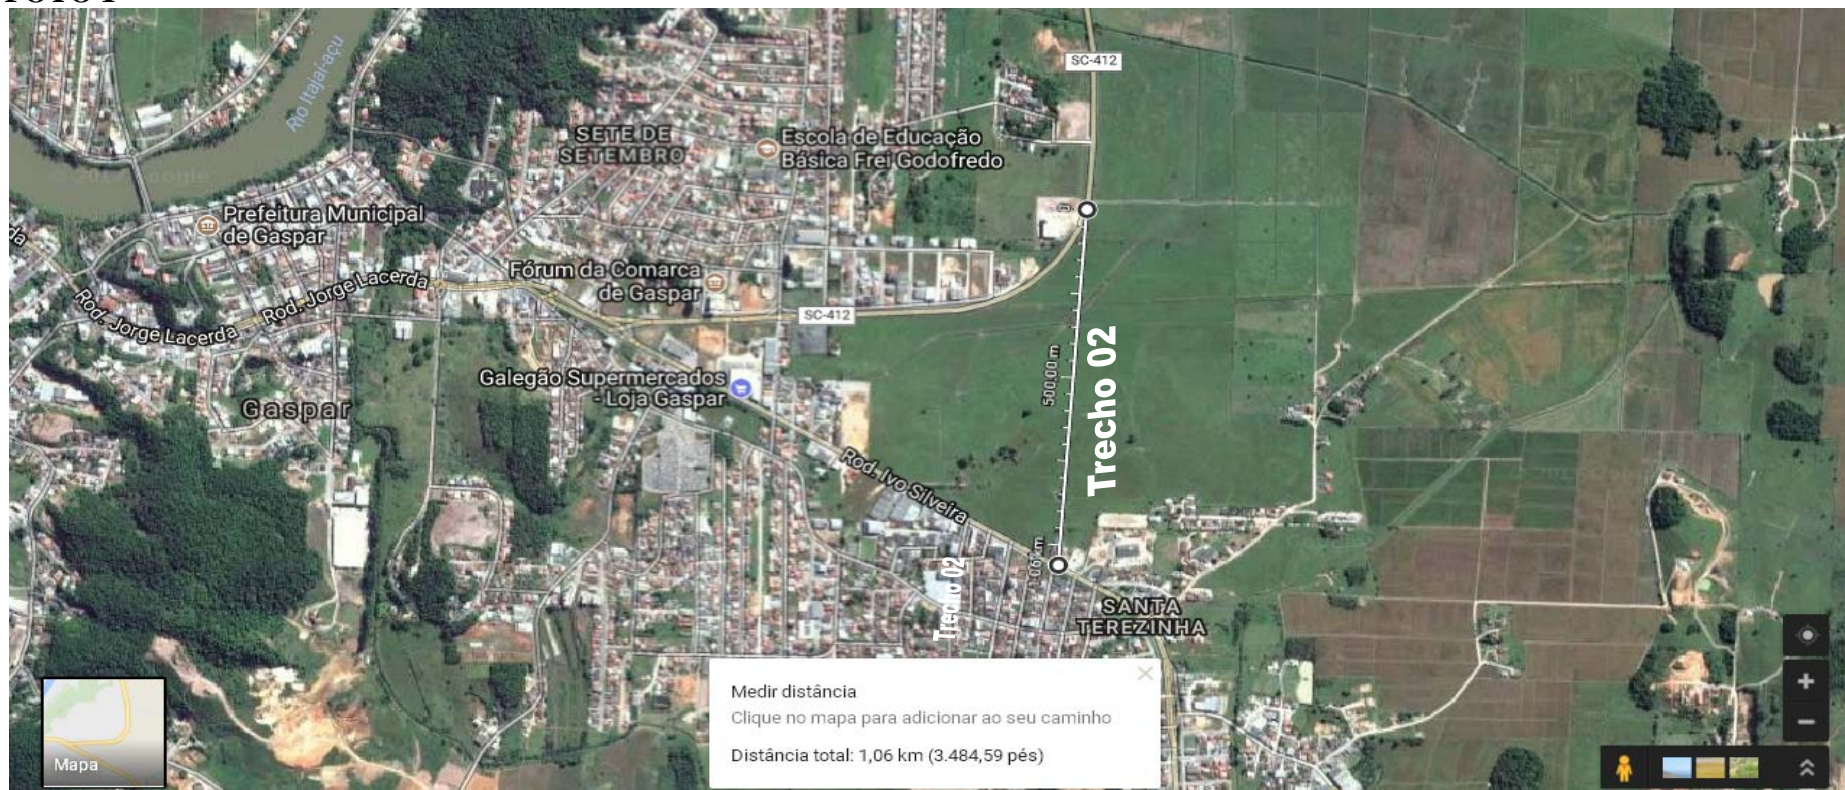 Rio Itajaí-açu
SC-412
SETE DE
SETEMBRO
Escola de Educação
Básica Frei Godofredo
Prefeitura Municipal
de Gaspar
0
Fórum da Comarca
de Gaspar
Rod. Jorge Lacerda
Rod. Jorge Lacerda
da
SC-412
Trecho 02
500,00 m
Galegão Supermercados
- Loja Gaspar
Gaspar
Rod. Ivo Silveira
Trecho 02
SANTA
TEREZINHA
Medir distância
Clique no mapa para adicionar ao seu caminho
Distância total: 1,06 km (3.484,59 pés)
Mapa